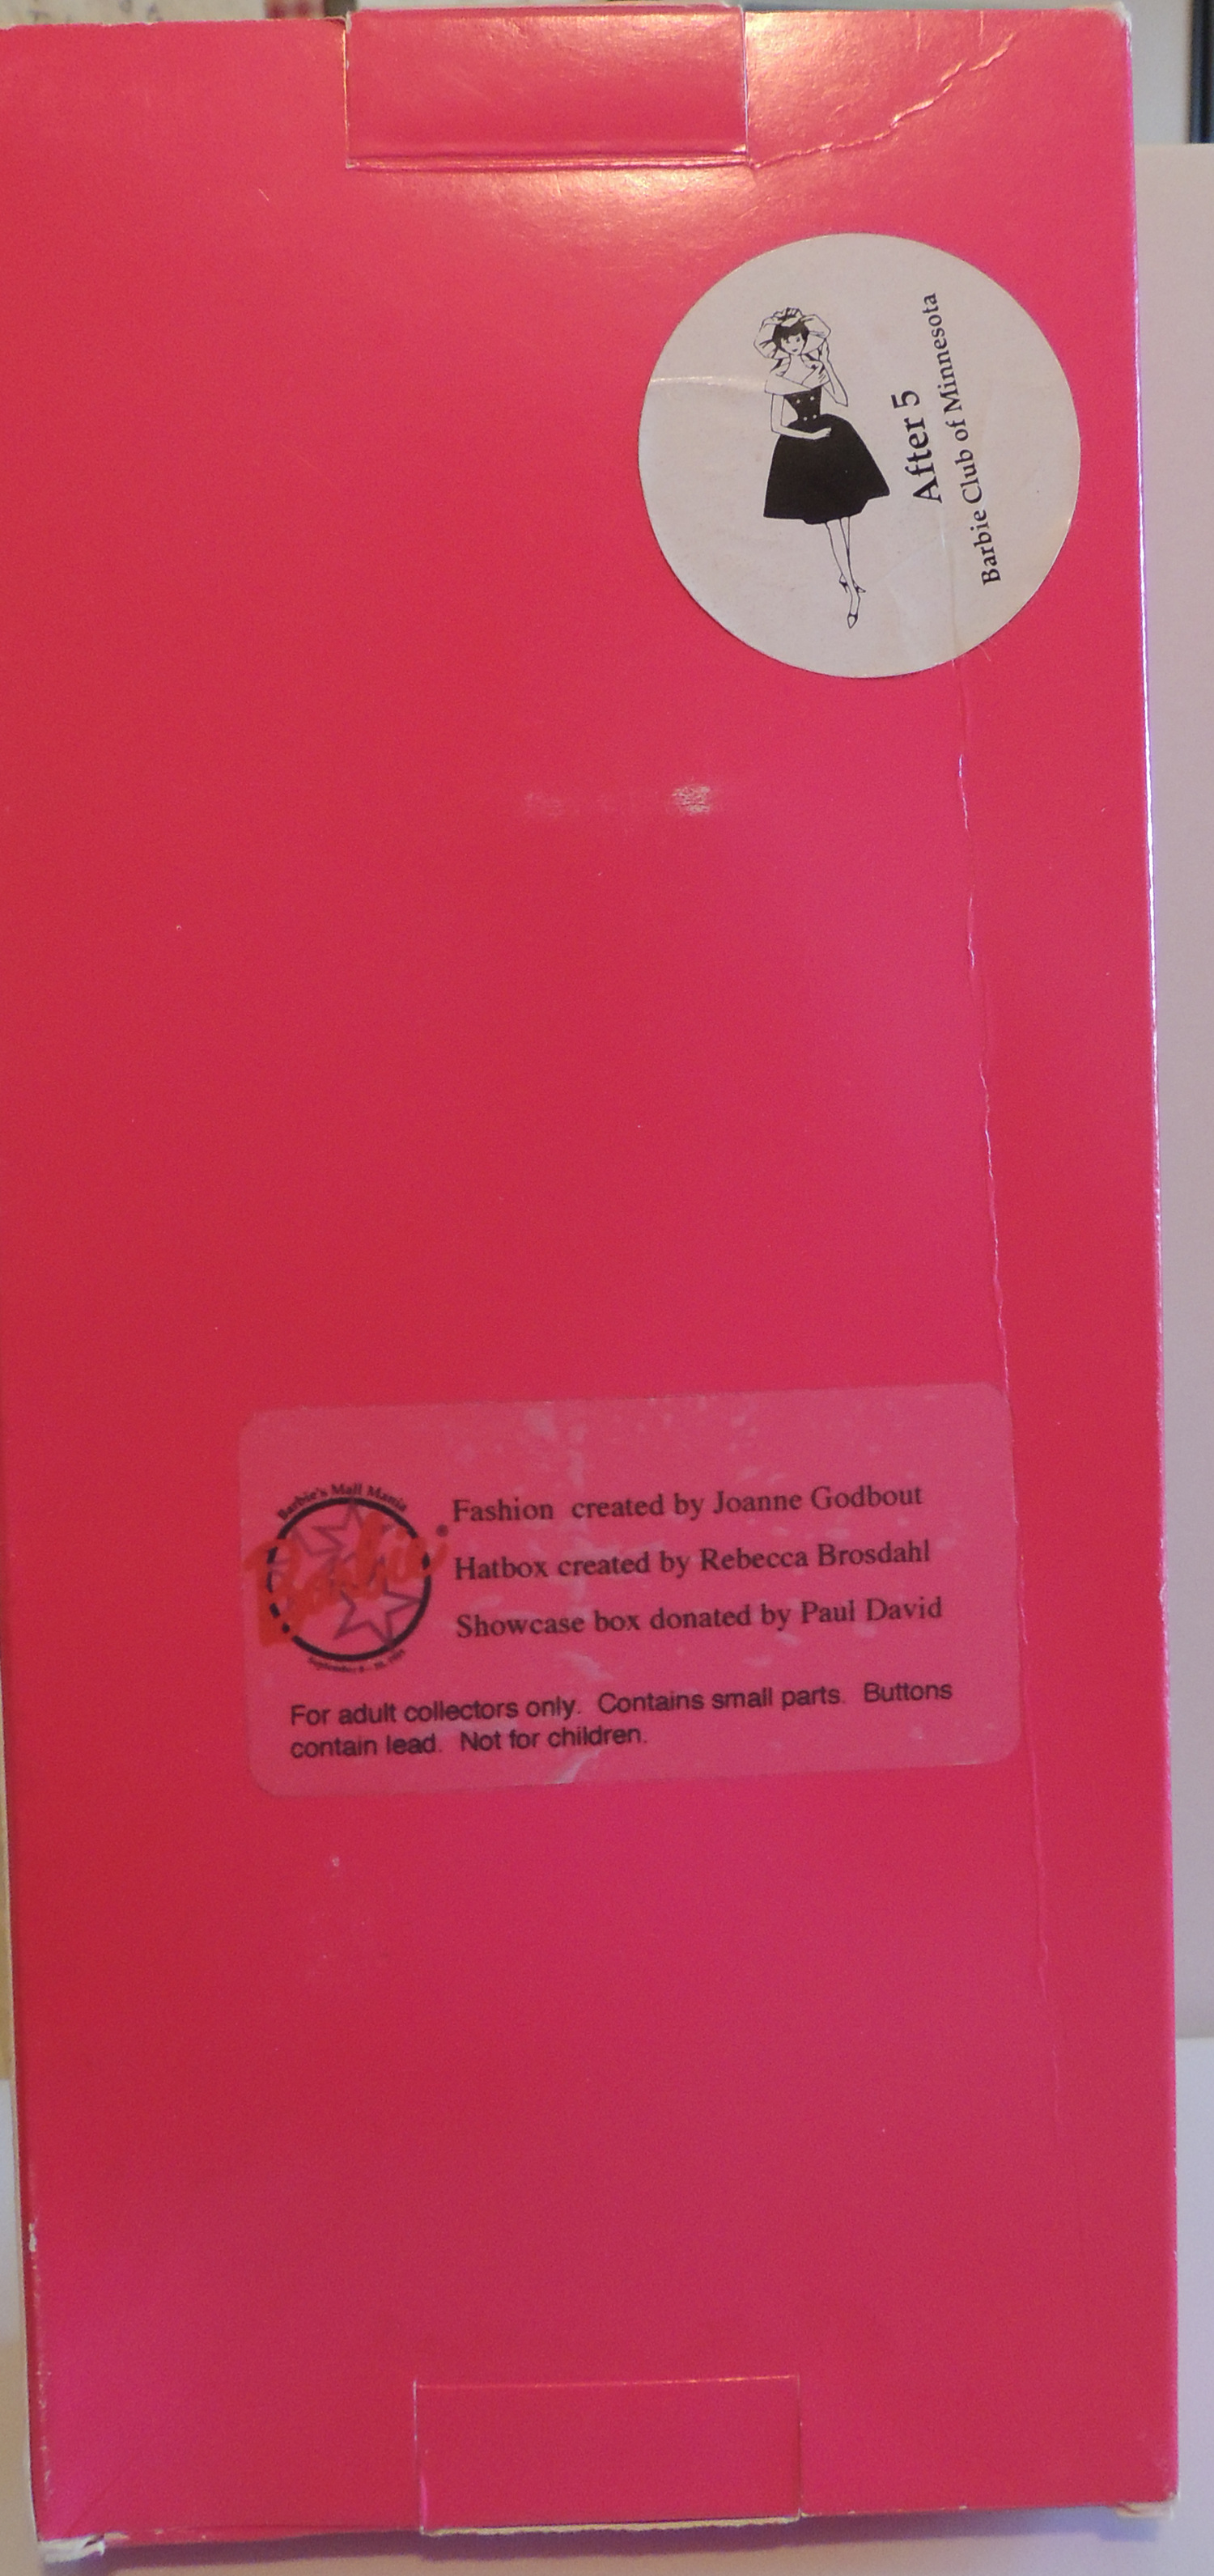 After 5
Barbie Club of Minnesota
Barbie's Mall Mania
Barbie®
Fashion created by Joanne Godbout
Hatbox created by Rebecca Brosdahl
Showcase box donated by Paul David
September
For adult collectors only. Contains small parts. Buttons
contain lead. Not for children.